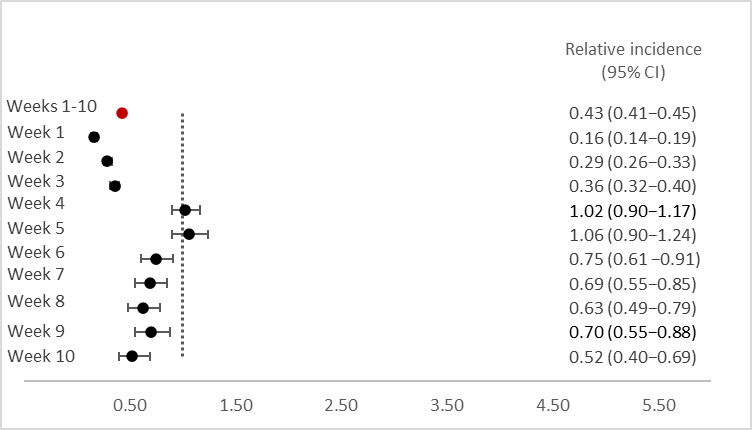 Relative incidence
(95% CI)
Weeks 1-10 0.43 (0.41–0.45)
Week 1 0.16 (0.14–0.19)
Week 2 0.29 (0.26–0.33)
Week 3 0.36 (0.32–0.40)
Week 4 1.02 (0.90–1.17)
Week 5 1.06 (0.90–1.24)
Week 6 0.75 (0.61 –0.91)
Week 7 0.69 (0.55–0.85)
Week 8 0.63 (0.49–0.79)
Week 9 0.70 (0.55–0.88)
Week 10 0.52 (0.40–0.69)
0.50 1.50 2.50 3.50 4.50 5.50